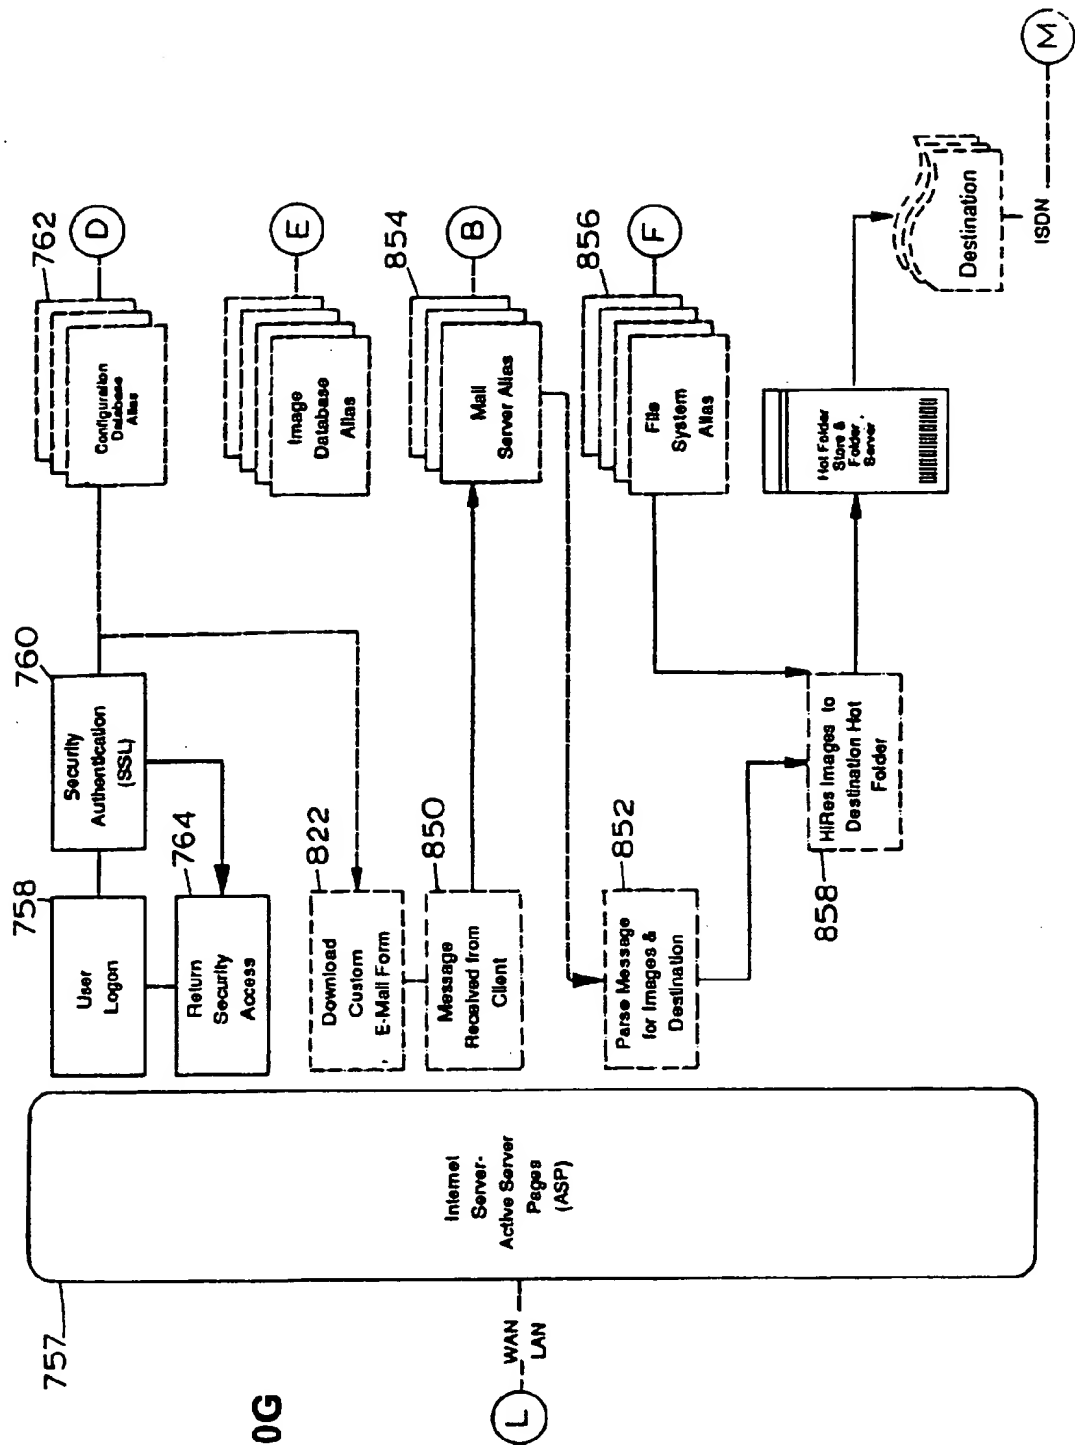 757
Internet
Server-
Active Server
Pages
(ASP)
L
WAN
LAN
758
User
Logon
760
Security
Authentication
(SSL)
762
Configuration
Database
Alias
D
764
Return
Security
Access
Image
Database
Alias
E
822
Download
Custom
E-Mail Form
850
Message
Received from
Client
854
Mail
Server Alias
B
852
Parse Message
for Images &
Destination
856
File
System
Alias
F
858
HiRes Images to
Destination Hot
Folder
Hot Folder
Store &
Folder
Server
Destination
ISDN
M
0G